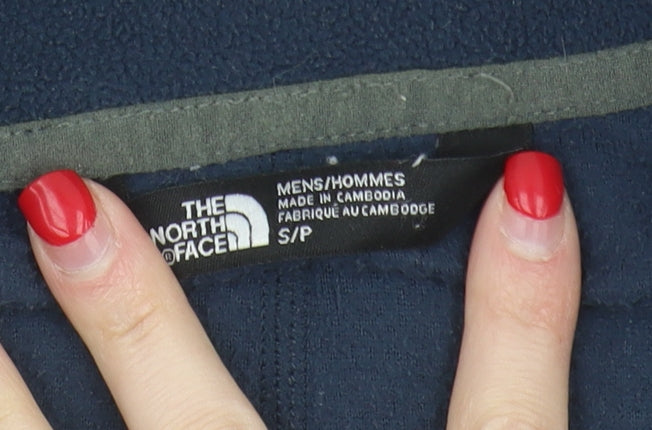 THE
NORTH
FACE
®
MENS/HOMMES
MADE IN CAMBODIA
FABRIQUÉ AU CAMBODGE
S/P